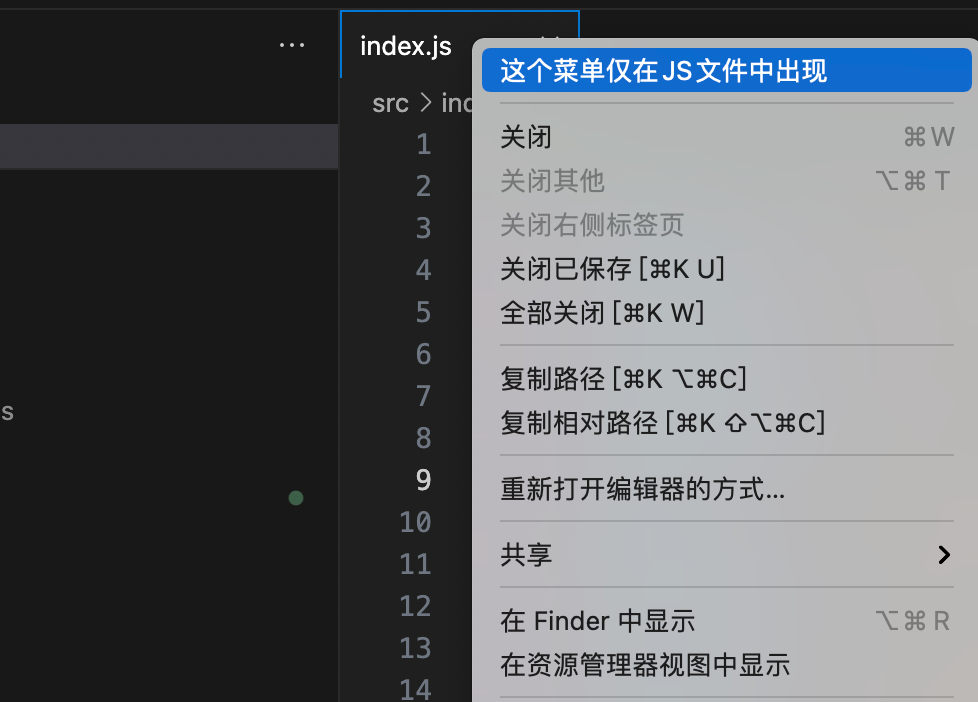 index.js
src >
1
2
3
4
5
6
7
8
9
10
11
12
13
14
s
这个菜单仅在JS文件中出现
关闭 ⌘W
关闭其他 ⌥⌘T
关闭右侧标签页
关闭已保存 [⌘K U]
全部关闭 [⌘K W]
复制路径 [⌘K ⌥⌘C]
复制相对路径 [⌘K ⇧⌥⌘C]
重新打开编辑器的方式...
共享
在 Finder 中显示 ⌥⌘R
在资源管理器视图中显示